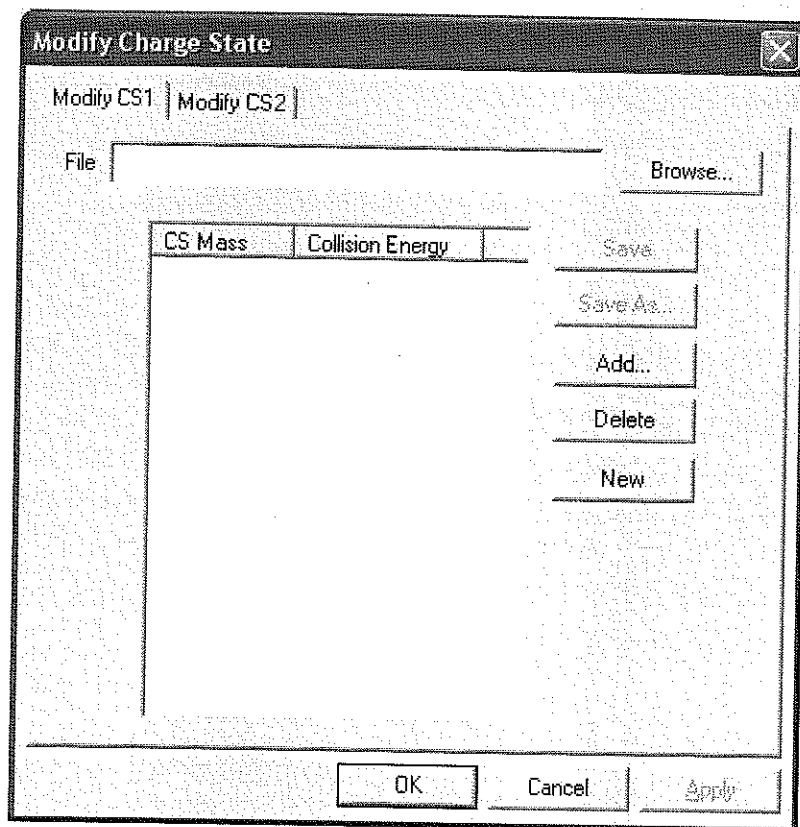 Modify Charge State
Modify CS1 Modify CS2
File Browse...
CS Mass Collision Energy
Save
Save As...
Add...
Delete
New
OK Cancel Apply